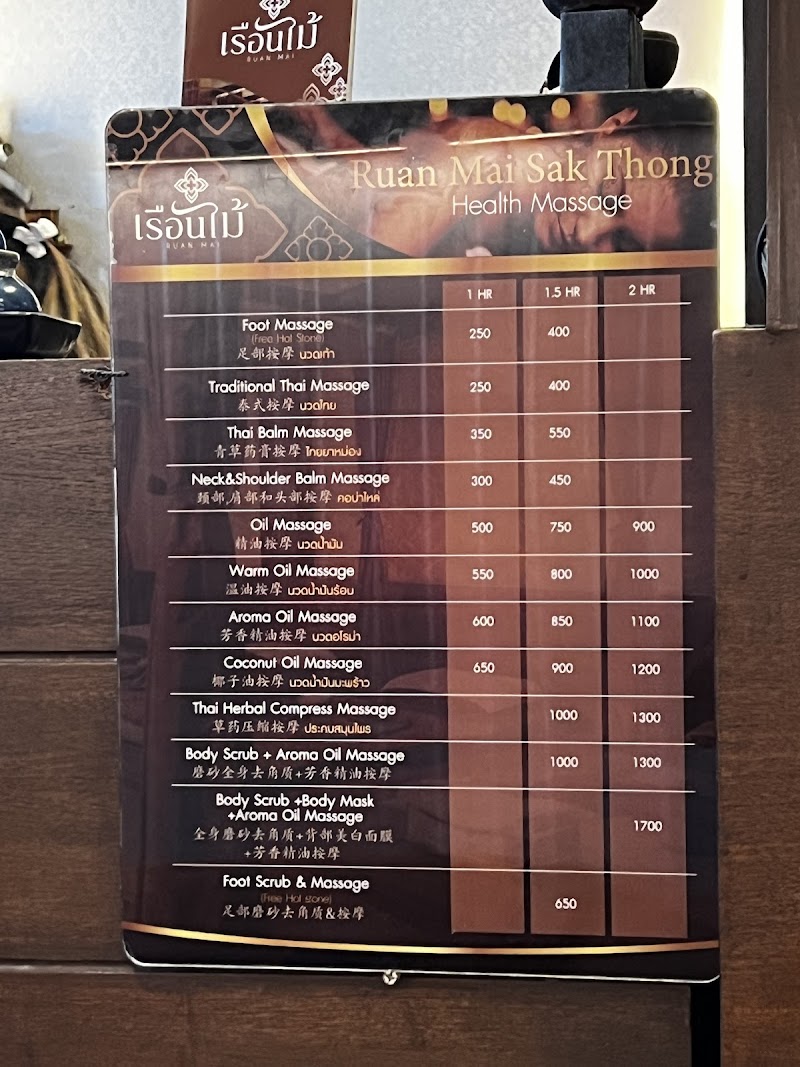 เรือนไม้
RUAN MAI
เรือนไม้
RUAN MAI
Ruan Mai Sak Thong
Health Massage
1 HR 1.5 HR 2 HR
Foot Massage
(Free Hot Stone)
足部按摩 นวดเท้า
250 400
Traditional Thai Massage
泰式按摩 นวดไทย
250 400
Thai Balm Massage
青草药膏按摩 ไทยยาหม่อง
350 550
Neck&Shoulder Balm Massage
頸部,肩部和头部按摩 คอบ่าไหล่
300 450
Oil Massage
精油按摩 นวดน้ำมัน
500 750 900
Warm Oil Massage
温油按摩 นวดน้ำมันร้อน
550 800 1000
Aroma Oil Massage
芳香精油按摩 นวดอโรม่า
600 850 1100
Coconut Oil Massage
椰子油按摩 นวดน้ำมันมะพร้าว
650 900 1200
Thai Herbal Compress Massage
草药压缩按摩 ประคบสมุนไพร
1000 1300
Body Scrub + Aroma Oil Massage
磨砂全身去角质+芳香精油按摩
1000 1300
Body Scrub +Body Mask
+Aroma Oil Massage
全身磨砂去角质+背部美白面膜
+芳香精油按摩
1700
Foot Scrub & Massage
(Free Hot stone)
足部磨砂去角质&按摩
650